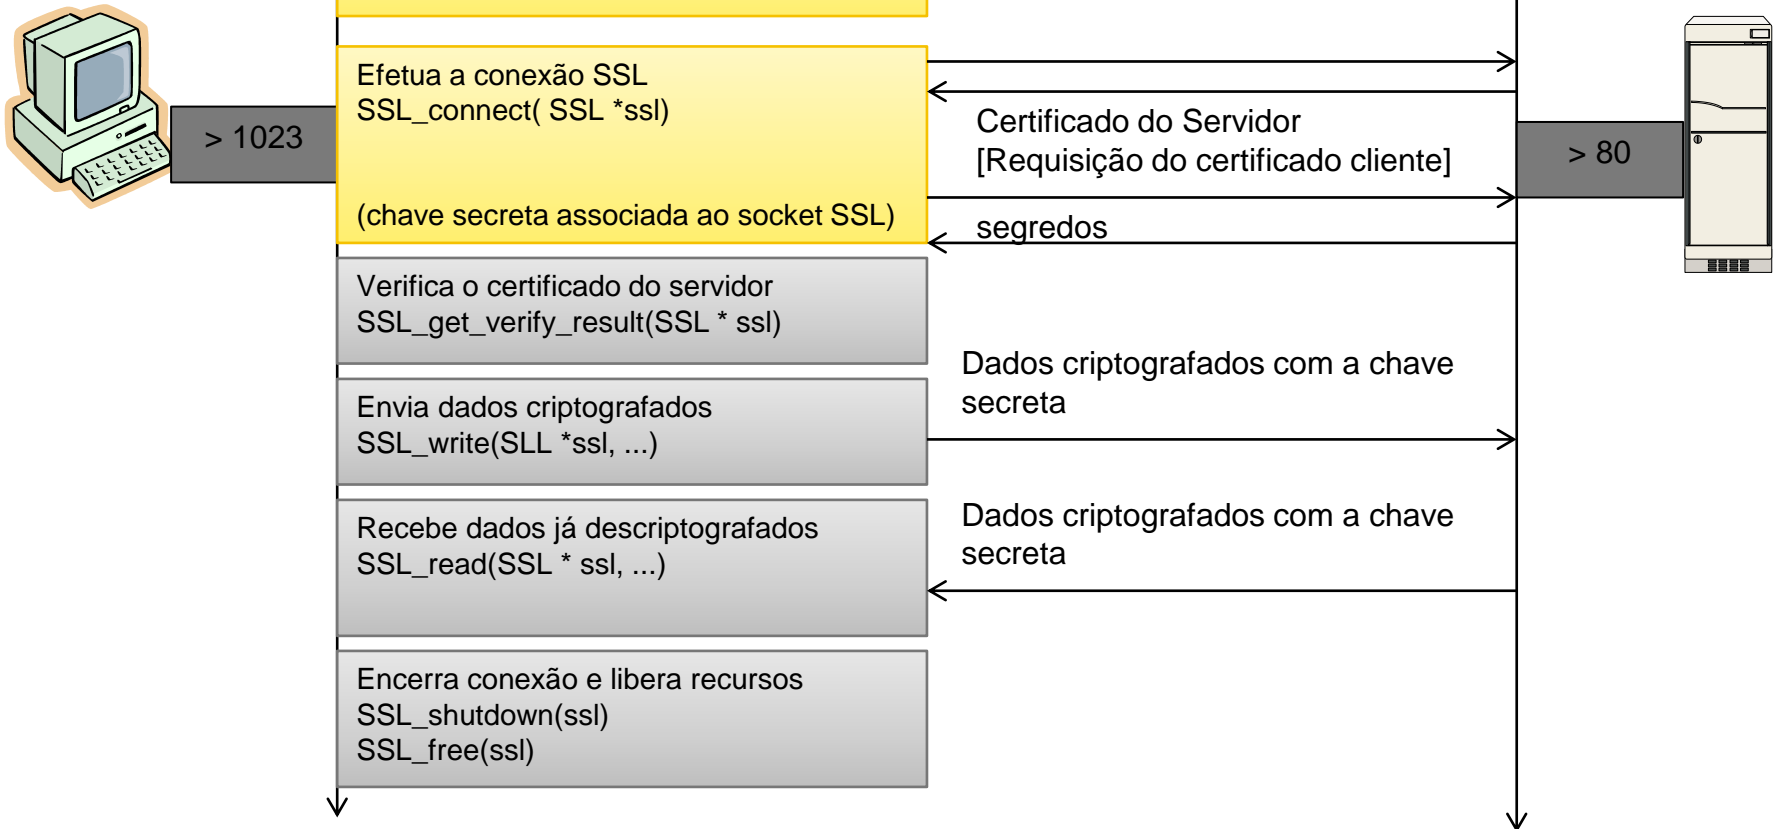 Efetua a conexão SSL
SSL_connect( SSL *ssl)
(chave secreta associada ao socket SSL)
> 1023
Certificado do Servidor
[Requisição do certificado cliente]
segredos
> 80
Verifica o certificado do servidor
SSL_get_verify_result(SSL * ssl)
Envia dados criptografados
SSL_write(SLL *ssl, ...)
Dados criptografados com a chave
secreta
Recebe dados já descriptografados
SSL_read(SSL * ssl, ...)
Dados criptografados com a chave
secreta
Encerra conexão e libera recursos
SSL_shutdown(ssl)
SSL_free(ssl)